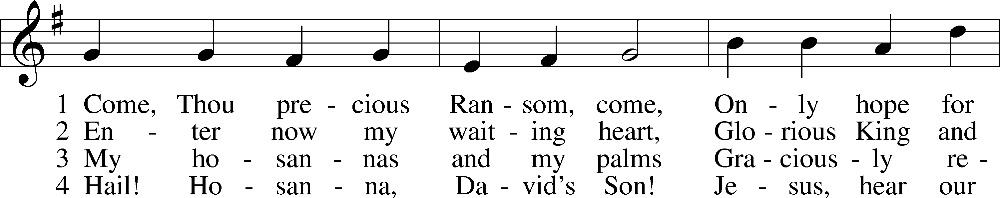 1 Come, Thou pre - cious Ran - som, come, On - ly hope for
2 En - ter now my wait - ing heart, Glo - rious King and
3 My ho - san - nas and my palms Gra - cious - ly re -
4 Hail! Ho - san - na, Da - vid's Son! Je - sus, hear our